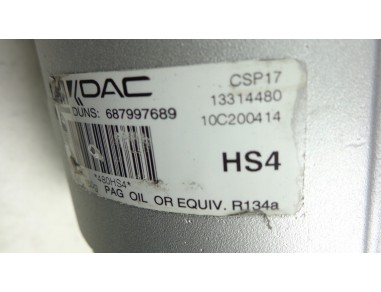 DAC
DUNS: 687997689
CSP17
13314480
10C200414
HS4
*480HS4*
PAG OIL OR EQUIV. R134a